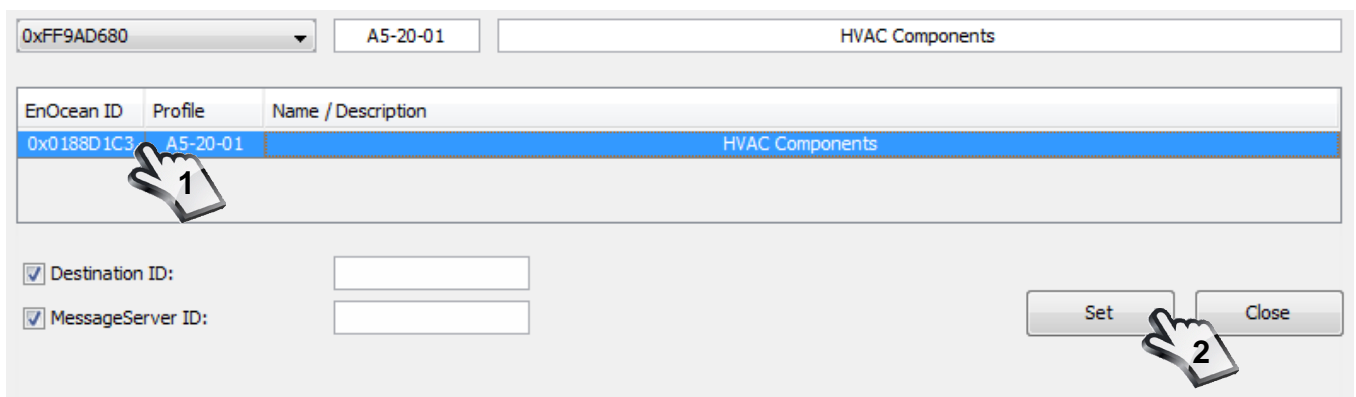 0xFF9AD680 A5-20-01 HVAC Components
EnOcean ID Profile Name / Description
0x0188D1C3 A5-20-01 HVAC Components
1
Destination ID:
MessageServer ID:
Set Close
2